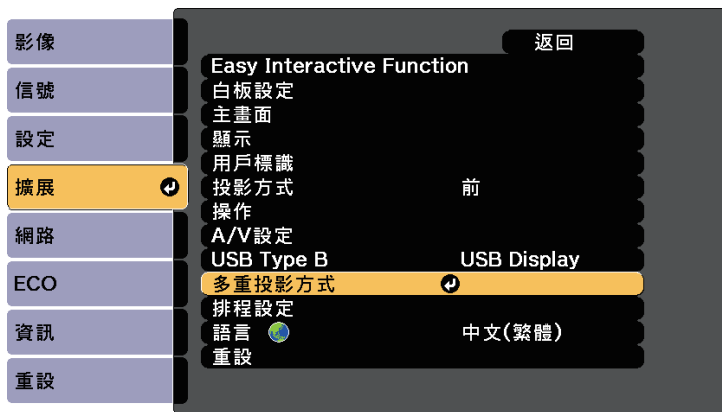 影像
信號
設定
擴展
網路
ECO
資訊
重設
返回
Easy Interactive Function
白板設定
主畫面
顯示
用戶標識
投影方式 前
操作
A/V設定
USB Type B USB Display
多重投影方式
排程設定
語言 中文(繁體)
重設